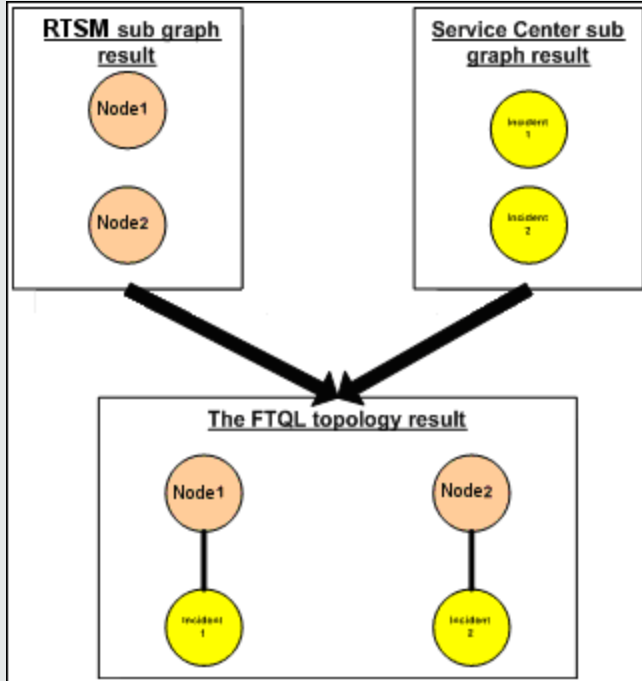 RTSM sub graph
result
Node1
Node2
Service Center sub
graph result
Incident
1
Incident
2
The FTQL topology result
Node1
Node2
Incident
1
Incident
2